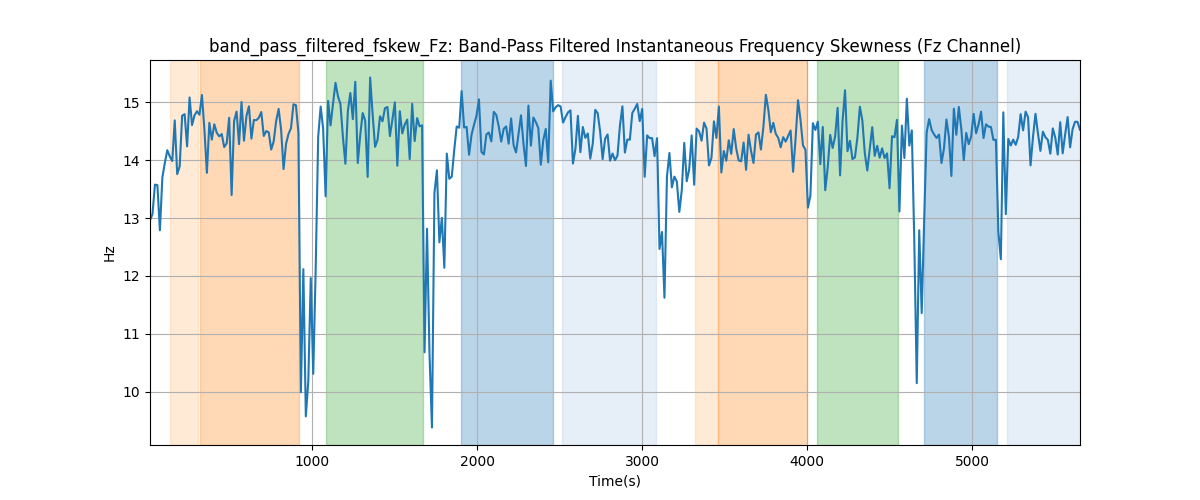 band_pass_filtered_fskew_Fz: Band-Pass Filtered Instantaneous Frequency Skewness (Fz Channel)
15
14
13
12
11
10
Hz
1000 2000 3000 4000 5000
Time(s)